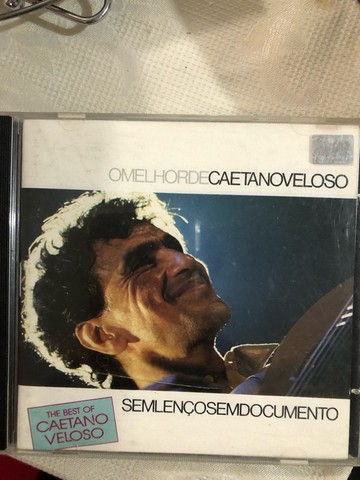 OMELHORDECAETANOVELOSO
SEMLENÇOSEMDOCUMENTO
THE BEST OF
CAETANO
VELOSO